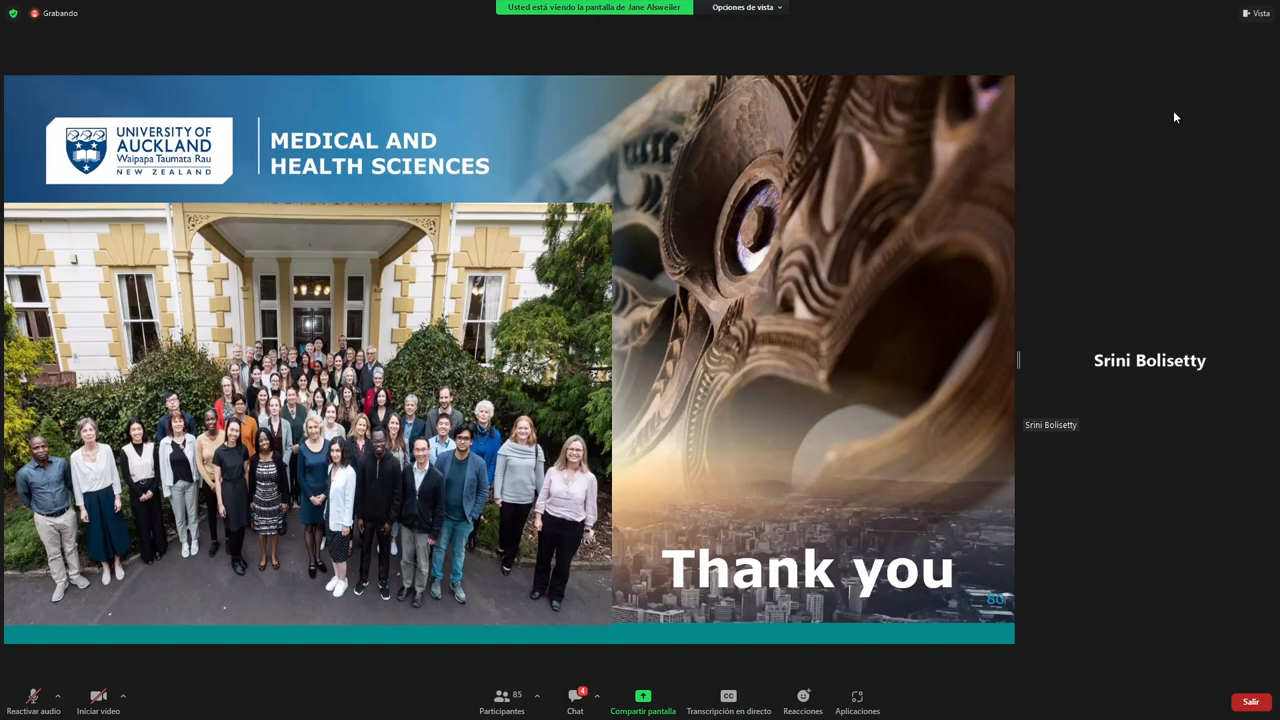 Grabando
Usted está viendo la pantalla de Jane Alsweiler
Opciones de vista
Vista
UNIVERSITY OF
AUCKLAND
Waipapa Taumata Rau
NEW ZEALAND
MEDICAL AND
HEALTH SCIENCES
Srini Bolisetty
Srini Bolisetty
Thank you
80
Reactivar audio
Iniciar video
85
Participantes
4
Chat
Compartir pantalla
CC
Transcripción en directo
Reacciones
Aplicaciones
Salir